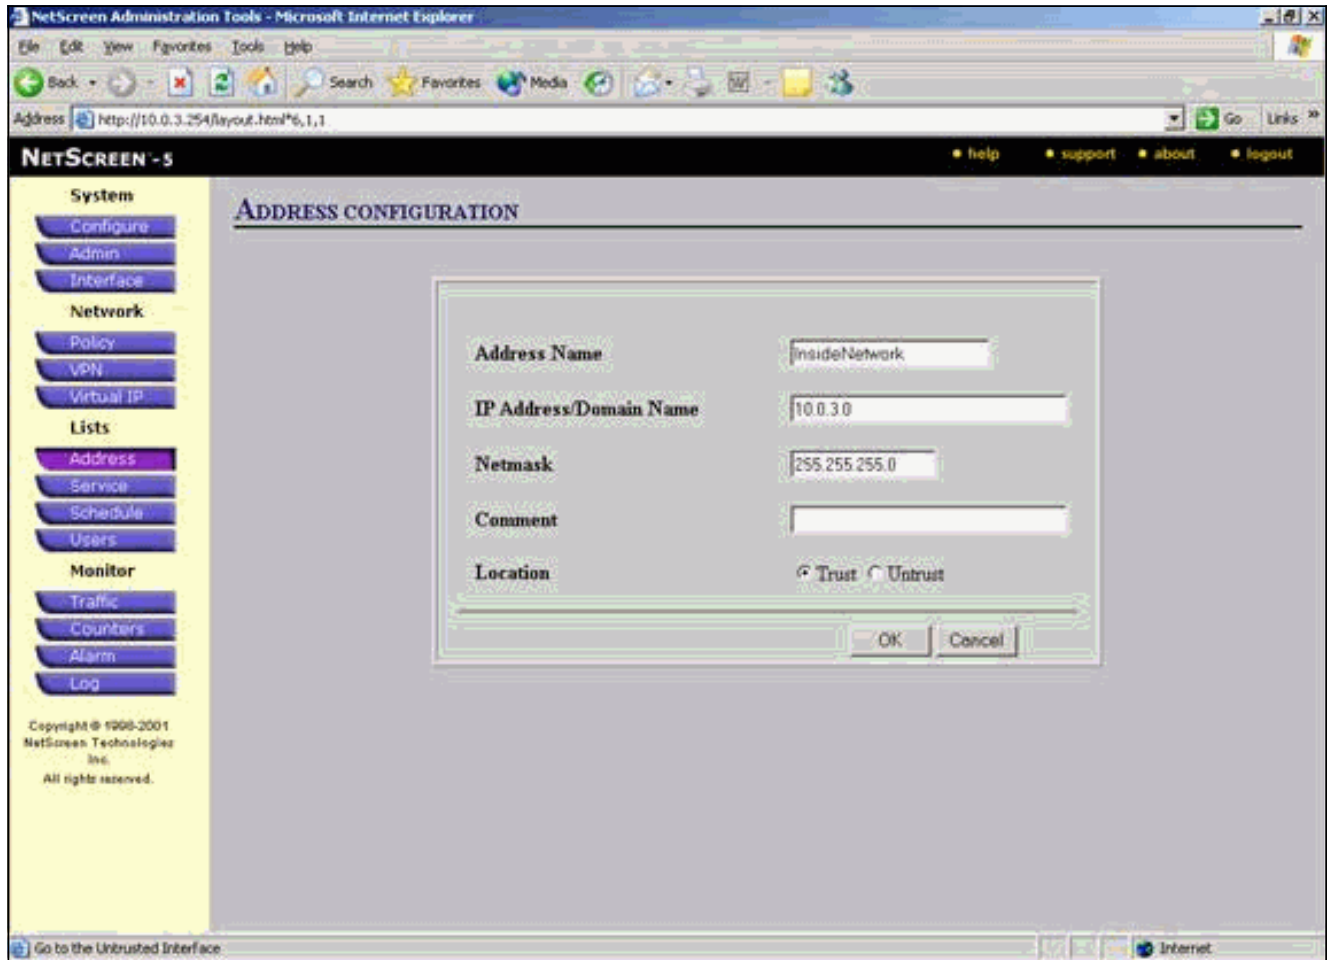 NetScreen Administration Tools - Microsoft Internet Explorer
File Edit View Favorites Tools Help
Back Search Favorites Media
Address http://10.0.3.254/layout.html*6,1,1 Go Links »
NETSCREEN-5
help support about logout
System
Configure
Admin
Interface
Network
Policy
VPN
Virtual IP
Lists
Address
Service
Schedule
Users
Monitor
Traffic
Counters
Alarm
Log
Copyright © 1998-2001
NetScreen Technologies
Inc.
All rights reserved.
ADDRESS CONFIGURATION
Address Name InsideNetwork
IP Address/Domain Name 10.0.3.0
Netmask 255.255.255.0
Comment
Location Trust Untrust
OK Cancel
Go to the Untrusted Interface Internet